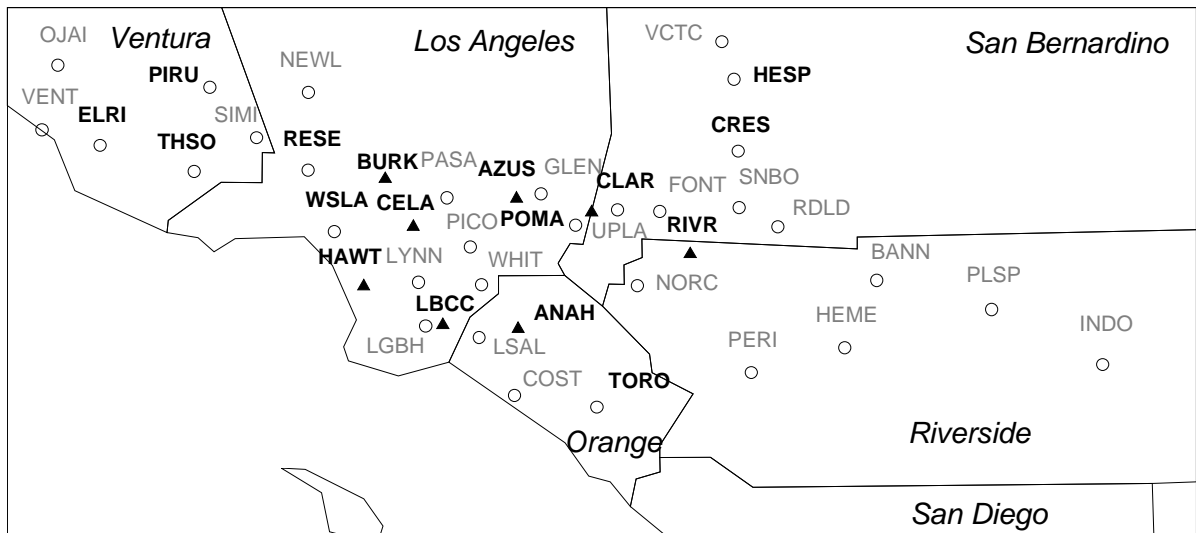 OJAI
Ventura
Los Angeles
VCTC
San Bernardino
NEWL
PIRU
HESP
VENT
ELRI
SIMI
THSO
RESE
CRES
BURK
PASA
AZUS
GLEN
CLAR
FONT
SNBO
WSLA
CELA
PICO
POMA
UPLA
RIVR
RDLD
HAWT
LYNN
WHIT
NORC
BANN
PLSP
LBCC
ANAH
HEME
INDO
LGBH
LSAL
PERI
COST
TORO
Orange
Riverside
San Diego